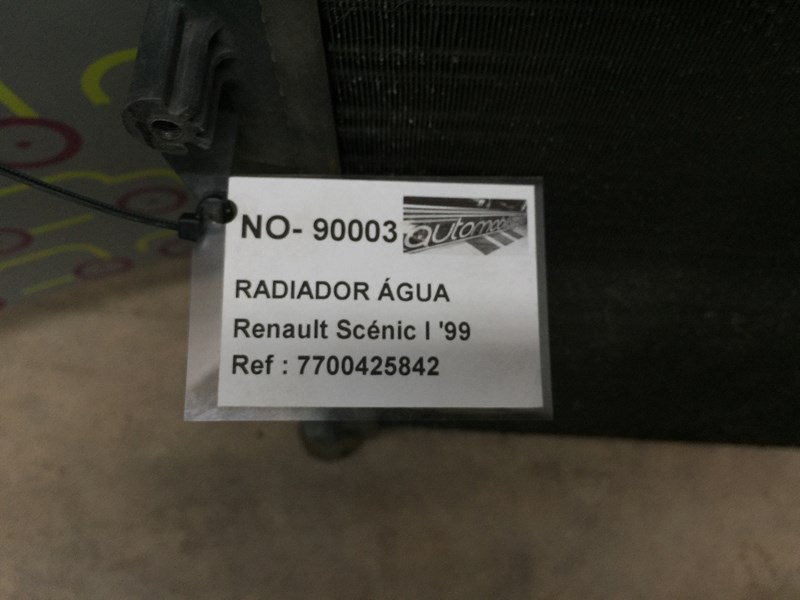 NO- 90003
RADIADOR ÁGUA
Renault Scénic I '99
Ref : 7700425842